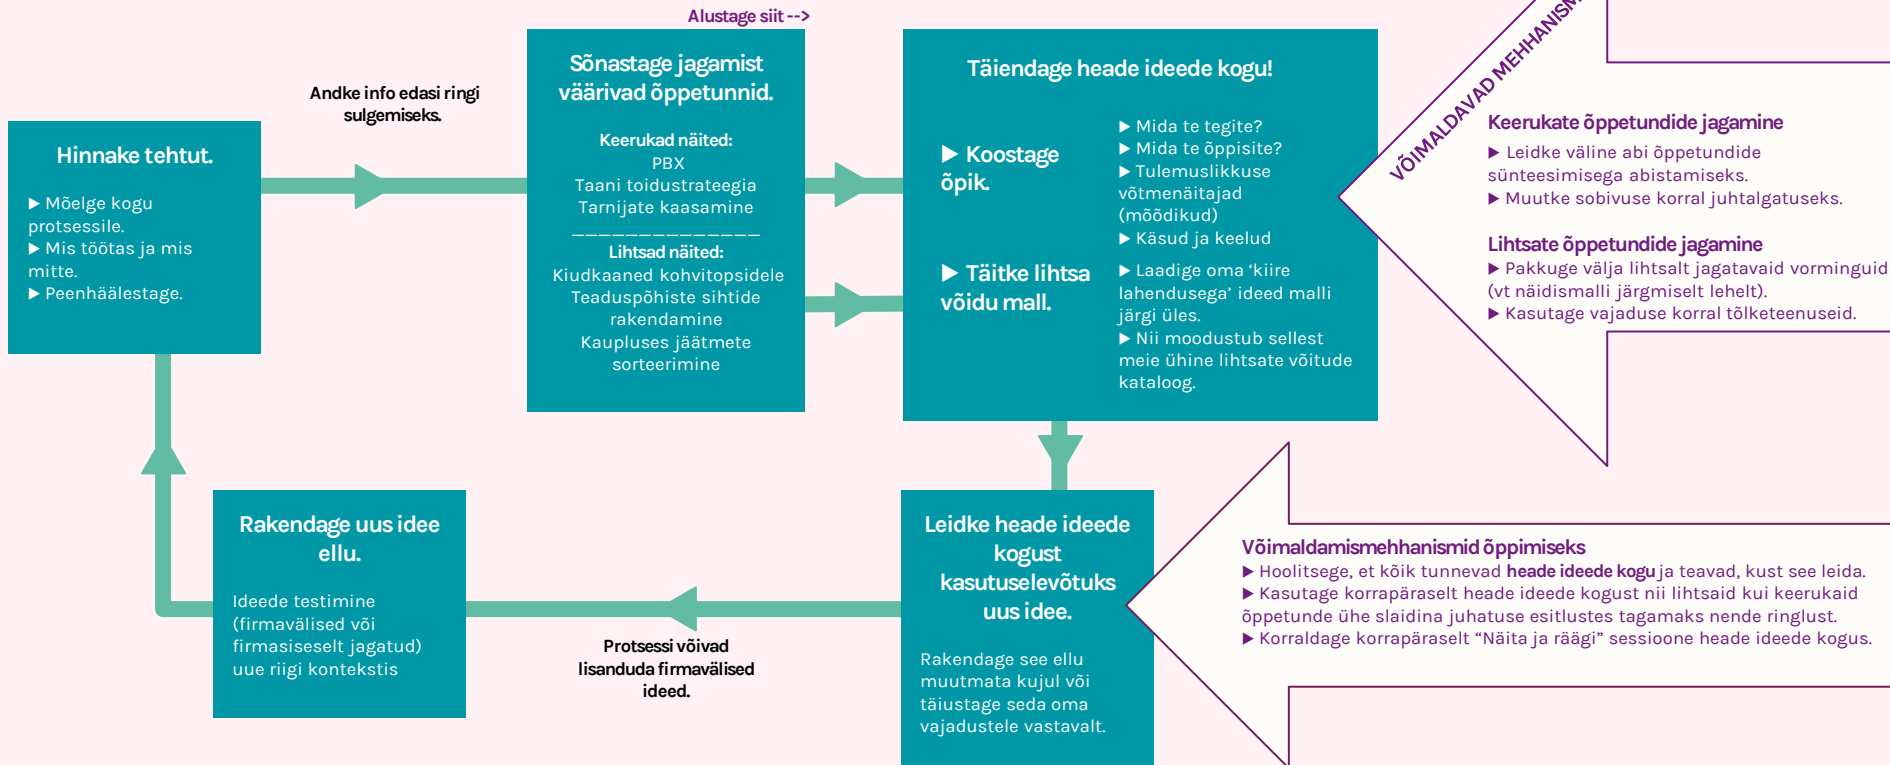 Alustage siit -->
Andke info edasi ringi
sulgemiseks.
Hinnake tehtut.
▶ Mõelge kogu
protsessile.
▶ Mis töötas ja mis
mitte.
▶ Peenhäälestage.
Sõnastage jagamist
väärivad õppetunnid.
Keerukad näited:
PBX
Taani toidustrateegia
Tarnijate kaasamine
______________
Lihtsad näited:
Kiudkaaned kohvitopsidele
Teaduspõhiste sihtide
rakendamine
Kaupluses jäätmete
sorteerimine
Täiendage heade ideede kogu!
▶ Koostage
õpik.
▶ Mida te tegite?
▶ Mida te õppisite?
▶ Tulemuslikkuse
võtmenäitajad
(mõõdikud)
▶ Käsud ja keelud
▶ Täitke lihtsa
võidu mall.
▶ Laadige oma ‘kiire
lahendusega’ ideed malli
järgi üles.
▶ Nii moodustub sellest
meie ühine lihtsate võitude
kataloog.
VÕIMALDAVAD MEHHANISM
Keerukate õppetundide jagamine
▶ Leidke väline abi õppetundide
sünteesimisega abistamiseks.
▶ Muutke sobivuse korral juhtalgatuseks.
Lihtsate õppetundide jagamine
▶ Pakkuge välja lihtsalt jagatavaid vorminguid
(vt näidismalli järgmiselt lehelt).
▶ Kasutage vajaduse korral tõlketeenuseid.
Rakendage uus idee
ellu.
Ideede testimine
(firmavälised või
firmasiseselt jagatud)
uue riigi kontekstis
Protsessi võivad
lisanduda firmavälised
ideed.
Leidke heade ideede
kogust
kasutuselevõtuks
uus idee.
Rakendage see ellu
muutmata kujul või
täiustage seda oma
vajadustele vastavalt.
Võimaldamismehhanismid õppimiseks
▶ Hoolitsege, et kõik tunnevad heade ideede kogu ja teavad, kust see leida.
▶ Kasutage korrapäraselt heade ideede kogust nii lihtsaid kui keerukaid
õppetunde ühe slaidina juhatuse esitlustes tagamaks nende ringlust.
▶ Korraldage korrapäraselt “Näita ja räägi” sessioone heade ideede kogus.